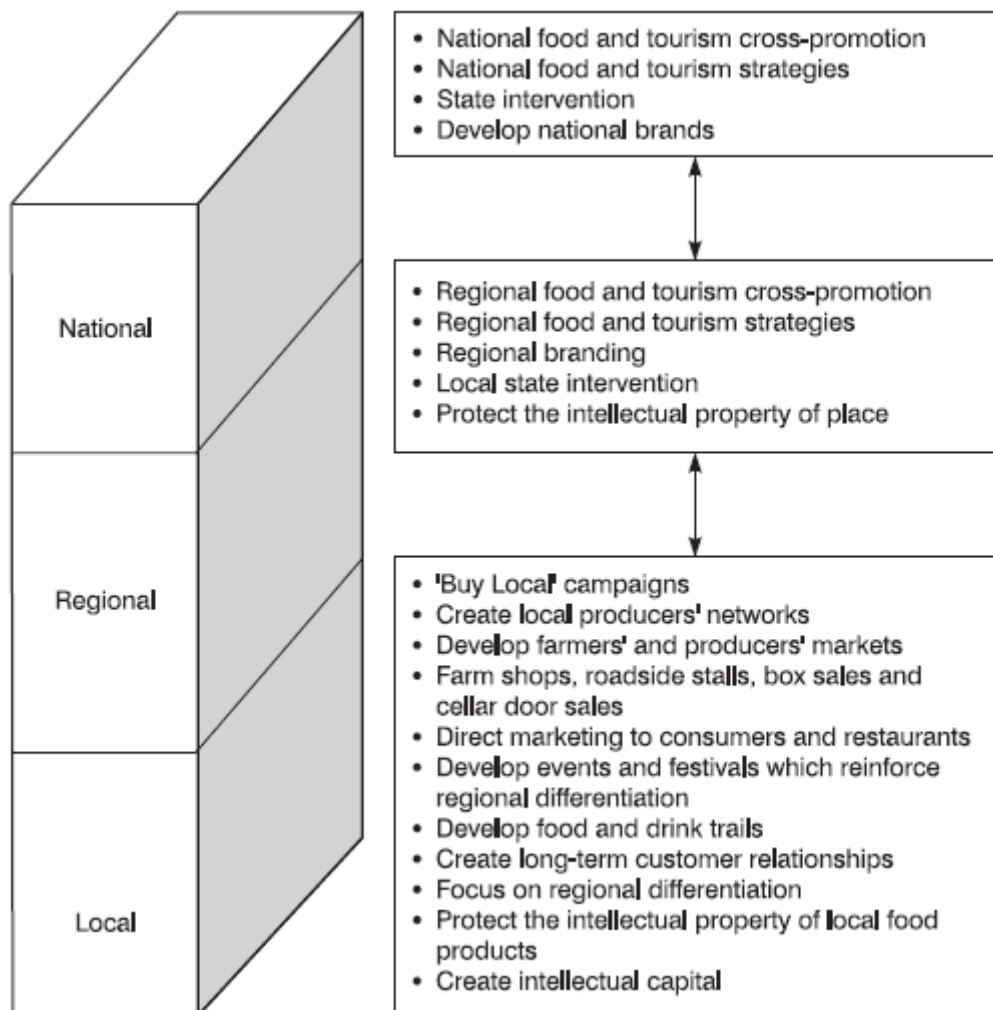 • National food and tourism cross-promotion
• National food and tourism strategies
• State intervention
• Develop national brands
National
• Regional food and tourism cross-promotion
• Regional food and tourism strategies
• Regional branding
• Local state intervention
• Protect the intellectual property of place
Regional
• 'Buy Local' campaigns
• Create local producers' networks
• Develop farmers' and producers' markets
• Farm shops, roadside stalls, box sales and
cellar door sales
• Direct marketing to consumers and restaurants
• Develop events and festivals which reinforce
regional differentiation
• Develop food and drink trails
• Create long-term customer relationships
• Focus on regional differentiation
• Protect the intellectual property of local food
products
• Create intellectual capital
Local